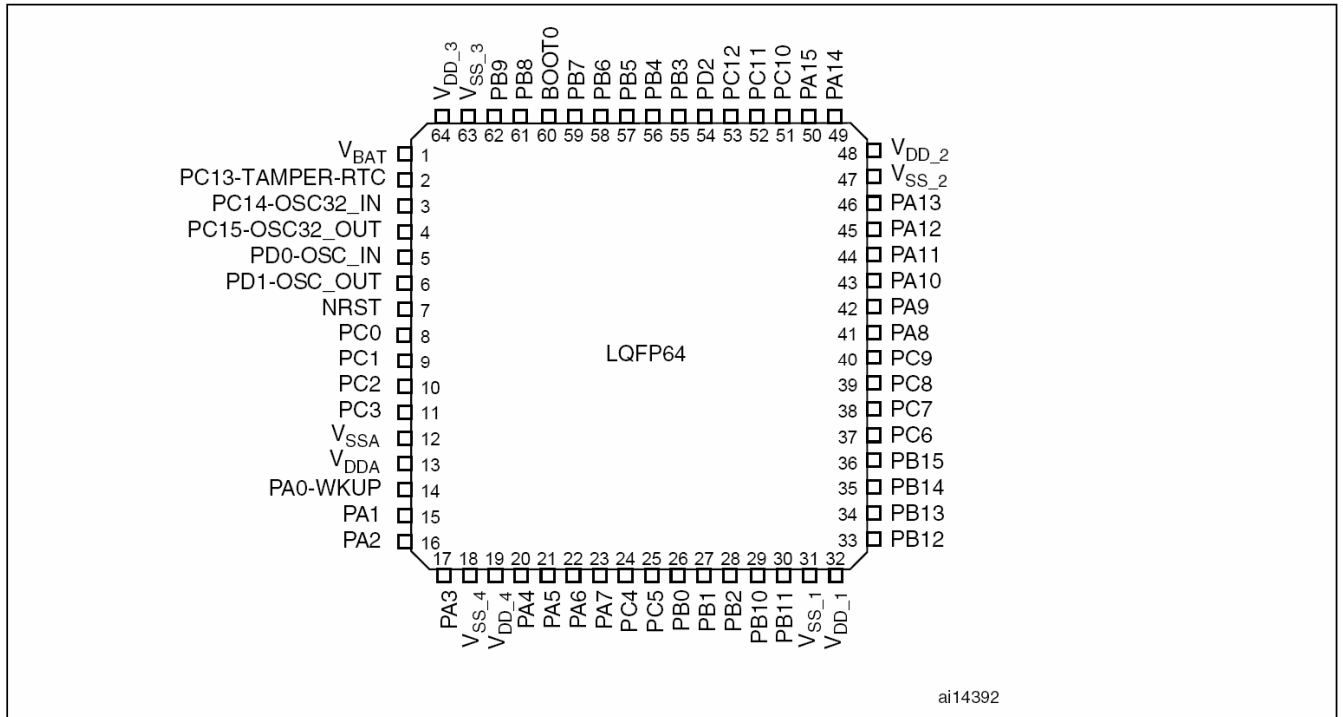 VDD_3
VSS_3
PB9
PB8
BOOT0
PB7
PB6
PB5
PB4
PB3
PD2
PC12
PC11
PC10
PA15
PA14
64 63 62 61 60 59 58 57 56 55 54 53 52 51 50 49
VBAT 1
PC13-TAMPER-RTC 2
PC14-OSC32_IN 3
PC15-OSC32_OUT 4
PD0-OSC_IN 5
PD1-OSC_OUT 6
NRST 7
PC0 8
PC1 9
PC2 10
PC3 11
VSSA 12
VDDA 13
PA0-WKUP 14
PA1 15
PA2 16
LQFP64
48 VDD_2
47 VSS_2
46 PA13
45 PA12
44 PA11
43 PA10
42 PA9
41 PA8
40 PC9
39 PC8
38 PC7
37 PC6
36 PB15
35 PB14
34 PB13
33 PB12
17 18 19 20 21 22 23 24 25 26 27 28 29 30 31 32
PA3
VSS_4
VDD_4
PA4
PA5
PA6
PA7
PC4
PC5
PB0
PB1
PB2
PB10
PB11
VSS_1
VDD_1
ai14392